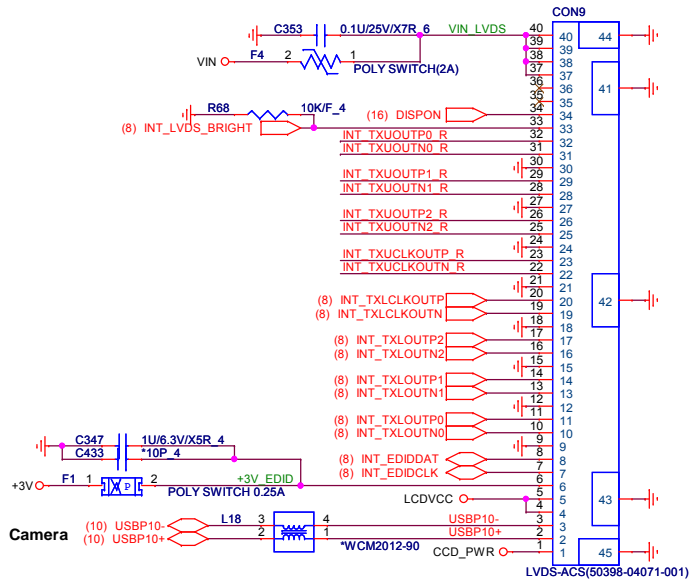 CON9
C353 0.1U/25V/X7R_6 VIN_LVDS 40 40 44
39 39
VIN F4 2 1 38 38
POLY SWITCH(2A) 37 37
36 36 41
35 35
R68 10K/F_4 (16) DISPON 34 34
(8) INT_LVDS_BRIGHT 33 33
INT_TXUOUTP0_R 32 32
INT_TXUOUTN0_R 31 31
30 30
INT_TXUOUTP1_R 29 29
INT_TXUOUTN1_R 28 28
27 27
INT_TXUOUTP2_R 26 26
INT_TXUOUTN2_R 25 25
24 24
INT_TXUCLKOUTP_R 23 23
INT_TXUCLKOUTN_R 22 22
21 21
(8) INT_TXLCLKOUTP 20 20 42
(8) INT_TXLCLKOUTN 19 19
18 18
(8) INT_TXLOUTP2 17 17
(8) INT_TXLOUTN2 16 16
15 15
(8) INT_TXLOUTP1 14 14
(8) INT_TXLOUTN1 13 13
12 12
(8) INT_TXLOUTP0 11 11
(8) INT_TXLOUTN0 10 10
C347 1U/6.3V/X5R_4 9 9
C433 *10P_4 (8) INT_EDIDDAT 8 8
(8) INT_EDIDCLK 7 7
+3V F1 1 P 2 +3V_EDID 6 6
POLY SWITCH 0.25A LCDVCC 5 5 43
4 4
Camera (10) USBP10- L18 3 4 USBP10- 3 3
(10) USBP10+ 2 1 USBP10+ 2 2
*WCM2012-90 CCD_PWR 1 1 45
LVDS-ACS(50398-04071-001)